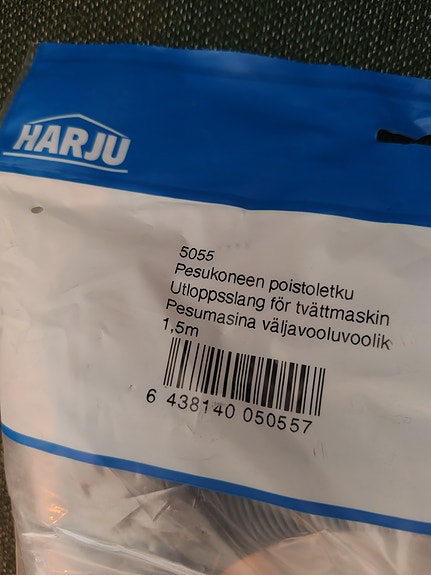 HARJU
5055
Pesukoneen poistoletku
Utloppsslang för tvättmaskin
Pesumasina väljavooluvoolik
1,5m
6 438140 050557